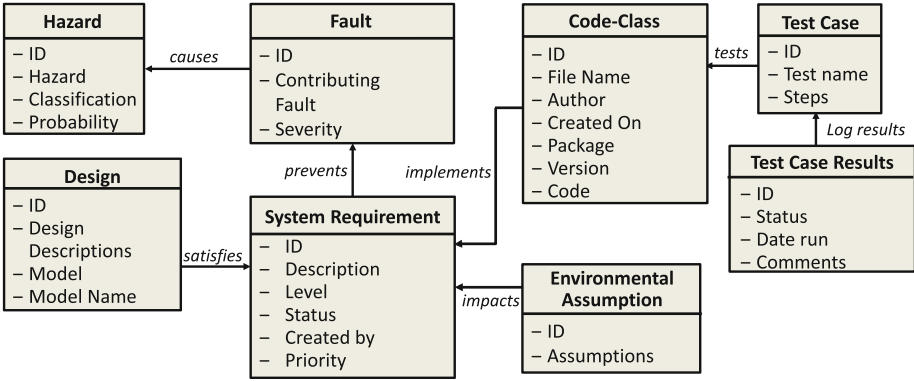 Hazard
– ID
– Hazard
– Classification
– Probability
causes
Fault
– ID
– Contributing
Fault
– Severity
Code-Class
– ID
– File Name
– Author
– Created On
– Package
– Version
– Code
tests
Test Case
– ID
– Test name
– Steps
Log results
Test Case Results
– ID
– Status
– Date run
– Comments
prevents
implements
Design
– ID
– Design
Descriptions
– Model
– Model Name
satisfies
System Requirement
– ID
– Description
– Level
– Status
– Created by
– Priority
impacts
Environmental
Assumption
– ID
– Assumptions